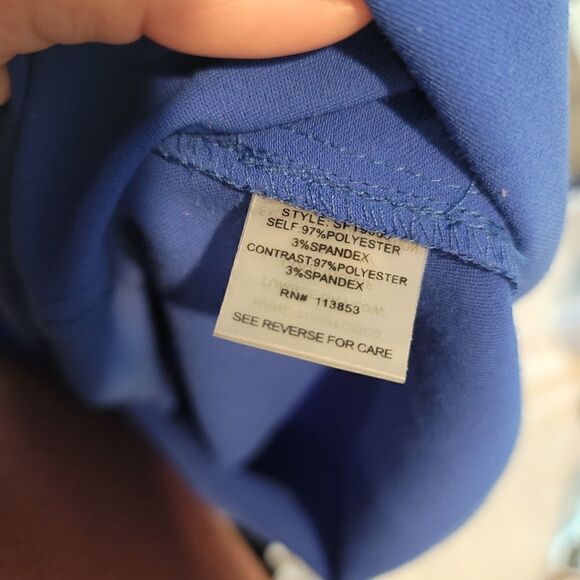 STYLE:
SELF:97%POLYESTER
3%SPANDEX
CONTRAST:97%POLYESTER
3%SPANDEX
RN# 113853
SEE REVERSE FOR CARE